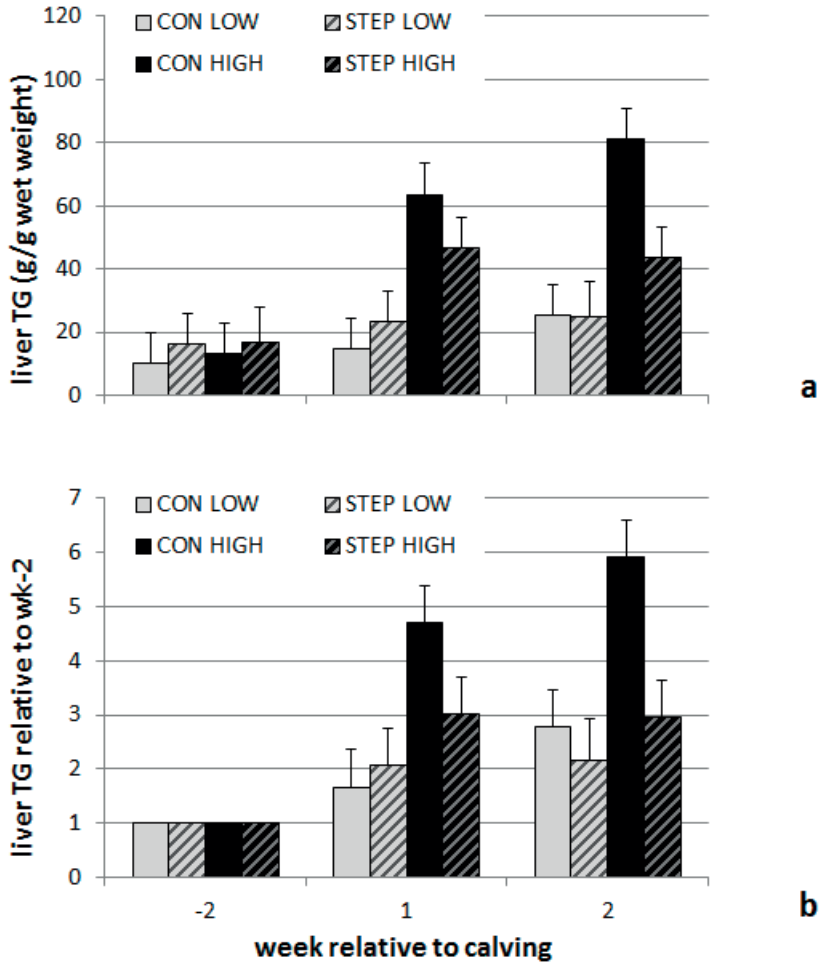 liver TG (g/g wet weight)
120
100
80
60
40
20
0
CON LOW STEP LOW
CON HIGH STEP HIGH
a
liver TG relative to wk-2
7
6
5
4
3
2
1
0
CON LOW STEP LOW
CON HIGH STEP HIGH
-2 1 2
week relative to calving
b